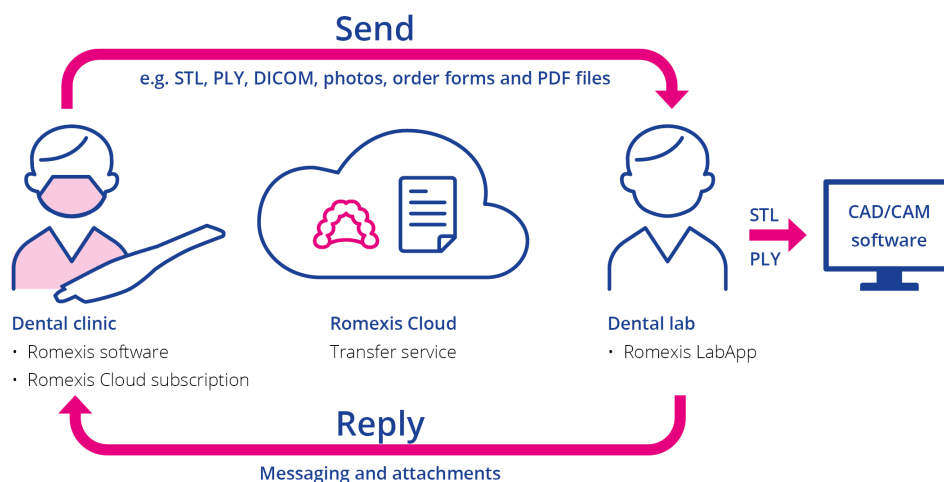 Send
e.g. STL, PLY, DICOM, photos, order forms and PDF files
STL
PLY
CAD/CAM
software
Dental clinic
• Romexis software
• Romexis Cloud subscription
Romexis Cloud
Transfer service
Dental lab
• Romexis LabApp
Reply
Messaging and attachments